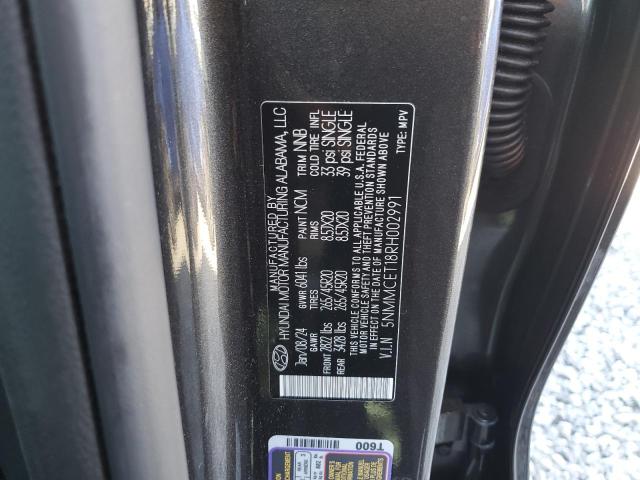 MANUFACTURED BY
HYUNDAI MOTOR MANUFACTURING ALABAMA, LLC
Jan/08/24 GVWR 6041 lbs PAINT NCM TRIM NNB
GAWR TIRES RIMS COLD TIRE INFL
FRONT 2822 lbs 265/45R20 8.5JX20 33 psi SINGLE
REAR 3428 lbs 265/45R20 8.5JX20 39 psi SINGLE
THIS VEHICLE CONFORMS TO ALL APPLICABLE U.S.A. FEDERAL
MOTOR VEHICLE SAFETY AND THEFT PREVENTION STANDARDS
IN EFFECT ON THE DATE OF MANUFACTURE SHOWN ABOVE
V.I.N 5NMMCET18RH002991 TYPE: MPV
T600